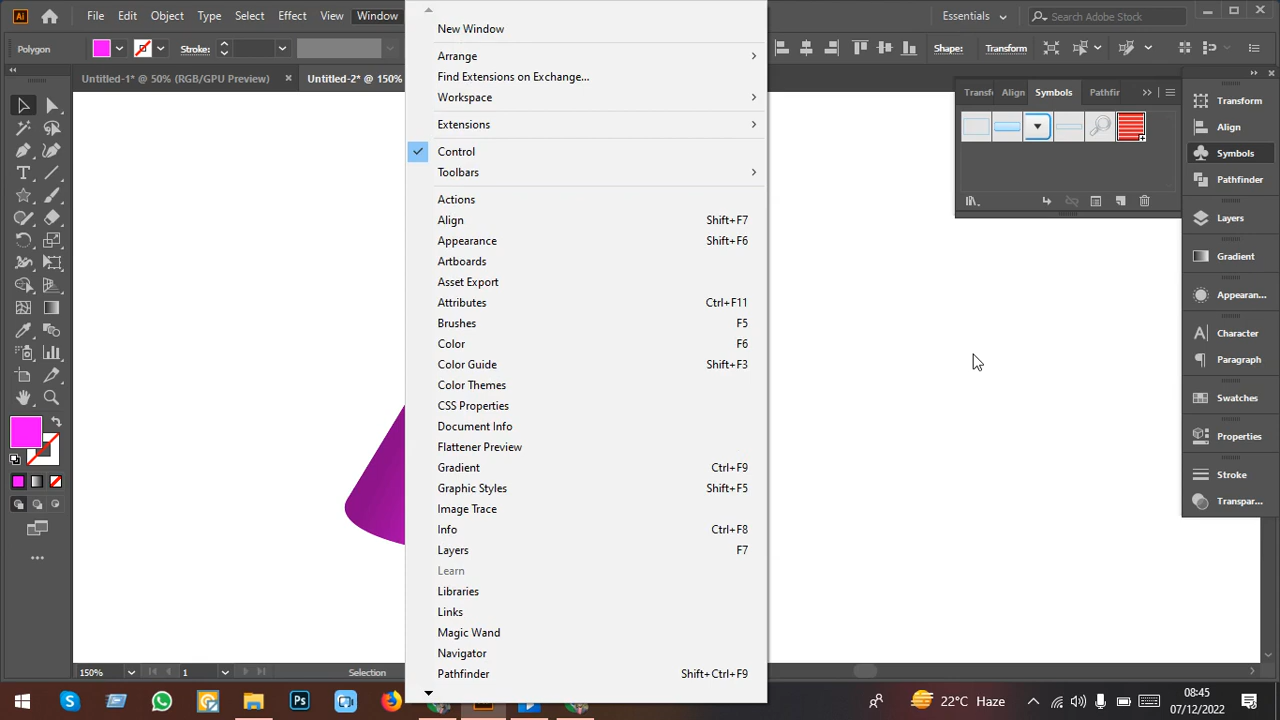 Ai File Edit Object Type Select Effect View Window Essentials Search Adobe Stock
Polygon Stroke: Shape: Transform
Untitled-1* @ 50% (RGB/GPU Preview) × Untitled-2* @ 150%
New Window
Arrange
Find Extensions on Exchange...
Workspace
Extensions
Control
Toolbars
Actions
Align Shift+F7
Appearance Shift+F6
Artboards
Asset Export
Attributes Ctrl+F11
Brushes F5
Color F6
Color Guide Shift+F3
Color Themes
CSS Properties
Document Info
Flattener Preview
Gradient Ctrl+F9
Graphic Styles Shift+F5
Image Trace
Info Ctrl+F8
Layers F7
Learn
Libraries
Links
Magic Wand
Navigator
Pathfinder Shift+Ctrl+F9
Transfo Align Symbols Pathfir
Transform
Align
Symbols
Pathfinder
Layers
Gradient
Appearan...
Character
Paragraph
Swatches
Properties
Stroke
Transpar...
150% 1 Selection
Ps 22°C Haze 08:45
07/12/2022